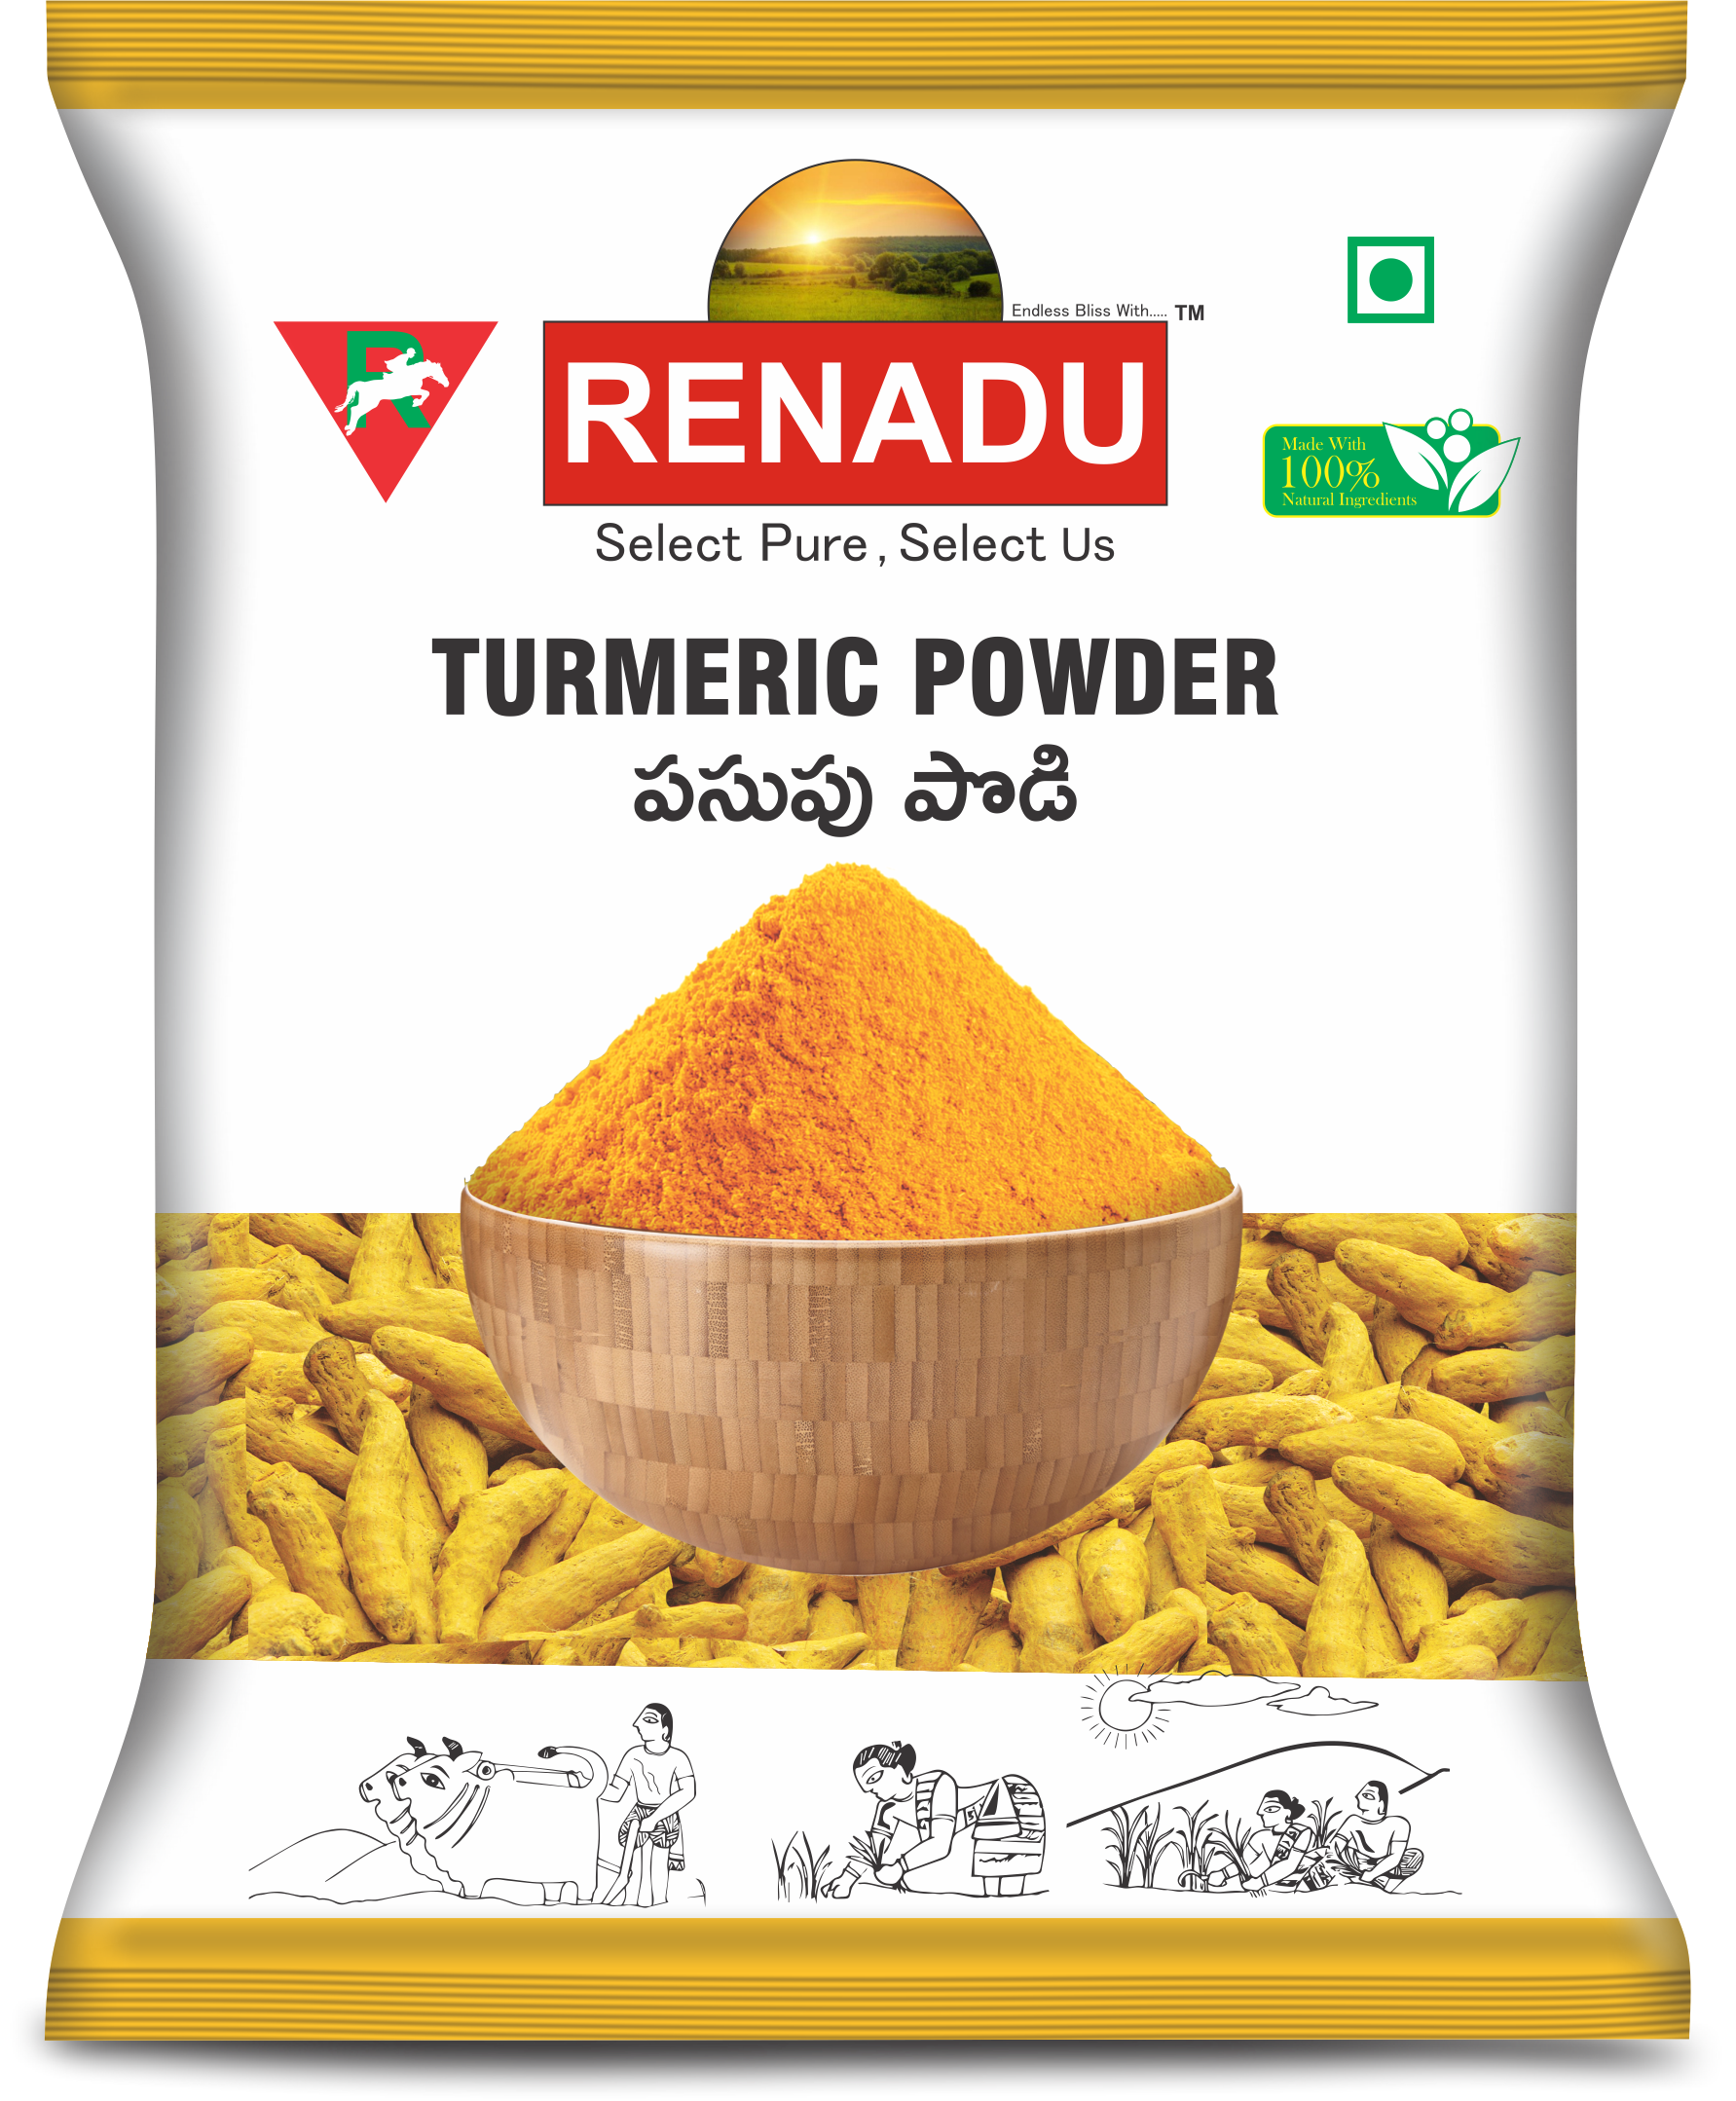 Endless Bliss With..... TM
R
RENADU
Select Pure, Select Us
Made With
100%
Natural Ingredients
TURMERIC POWDER
పసుపు పొడి